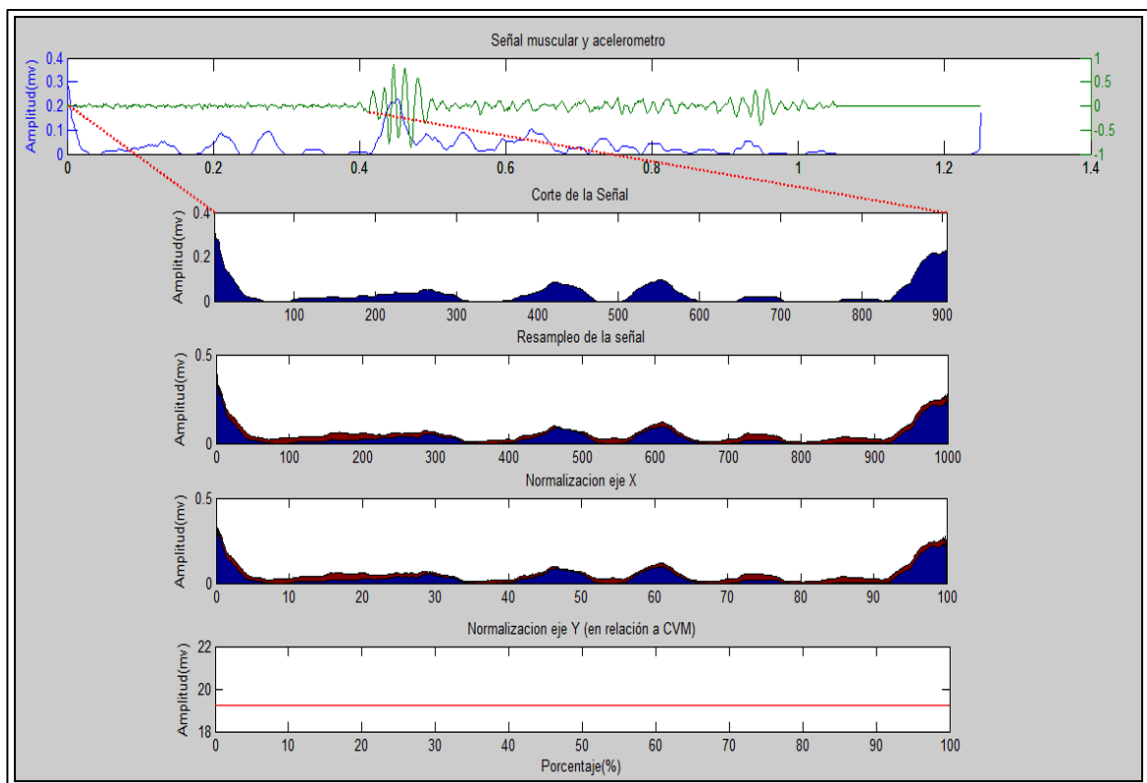 Señal muscular y acelerometro
Amplitud(mv)
0.4
0.3
0.2
0.1
0
1
0.5
0
-0.5
-1
0 0.2 0.4 0.6 0.8 1 1.2 1.4
Corte de la Señal
Amplitud(mv)
0.4
0.2
0
100 200 300 400 500 600 700 800 900
Resampleo de la señal
Amplitud(mv)
0.5
0
0 100 200 300 400 500 600 700 800 900 1000
Normalizacion eje X
Amplitud(mv)
0.5
0
0 10 20 30 40 50 60 70 80 90 100
Normalizacion eje Y (en relación a CVM)
Amplitud(mv)
22
20
18
0 10 20 30 40 50 60 70 80 90 100
Porcentaje(%)